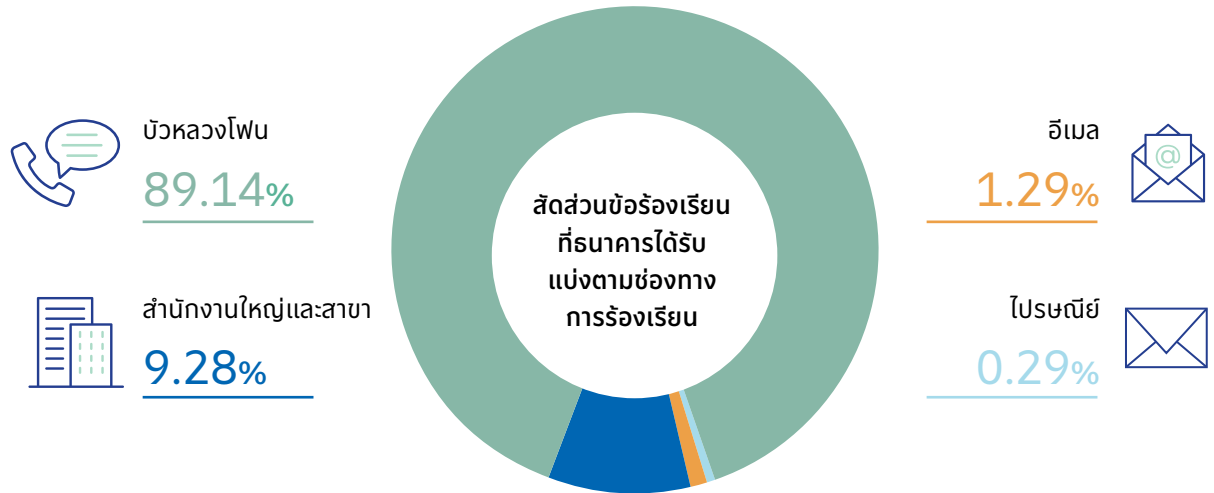 บัวหลวงโฟน
89.14%
สำนักงานใหญ่และสาขา
9.28%
สัดส่วนข้อร้องเรียน
ที่ธนาคารได้รับ
แบ่งตามช่องทาง
การร้องเรียน
อีเมล
1.29%
@
ไปรษณีย์
0.29%